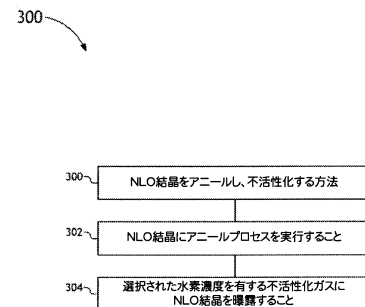 300
300
NLO結晶をアニールし、不活性化する方法
302
NLO結晶にアニールプロセスを実行すること
304
選択された水素濃度を有する不活性化ガスに
NLO結晶を曝露すること